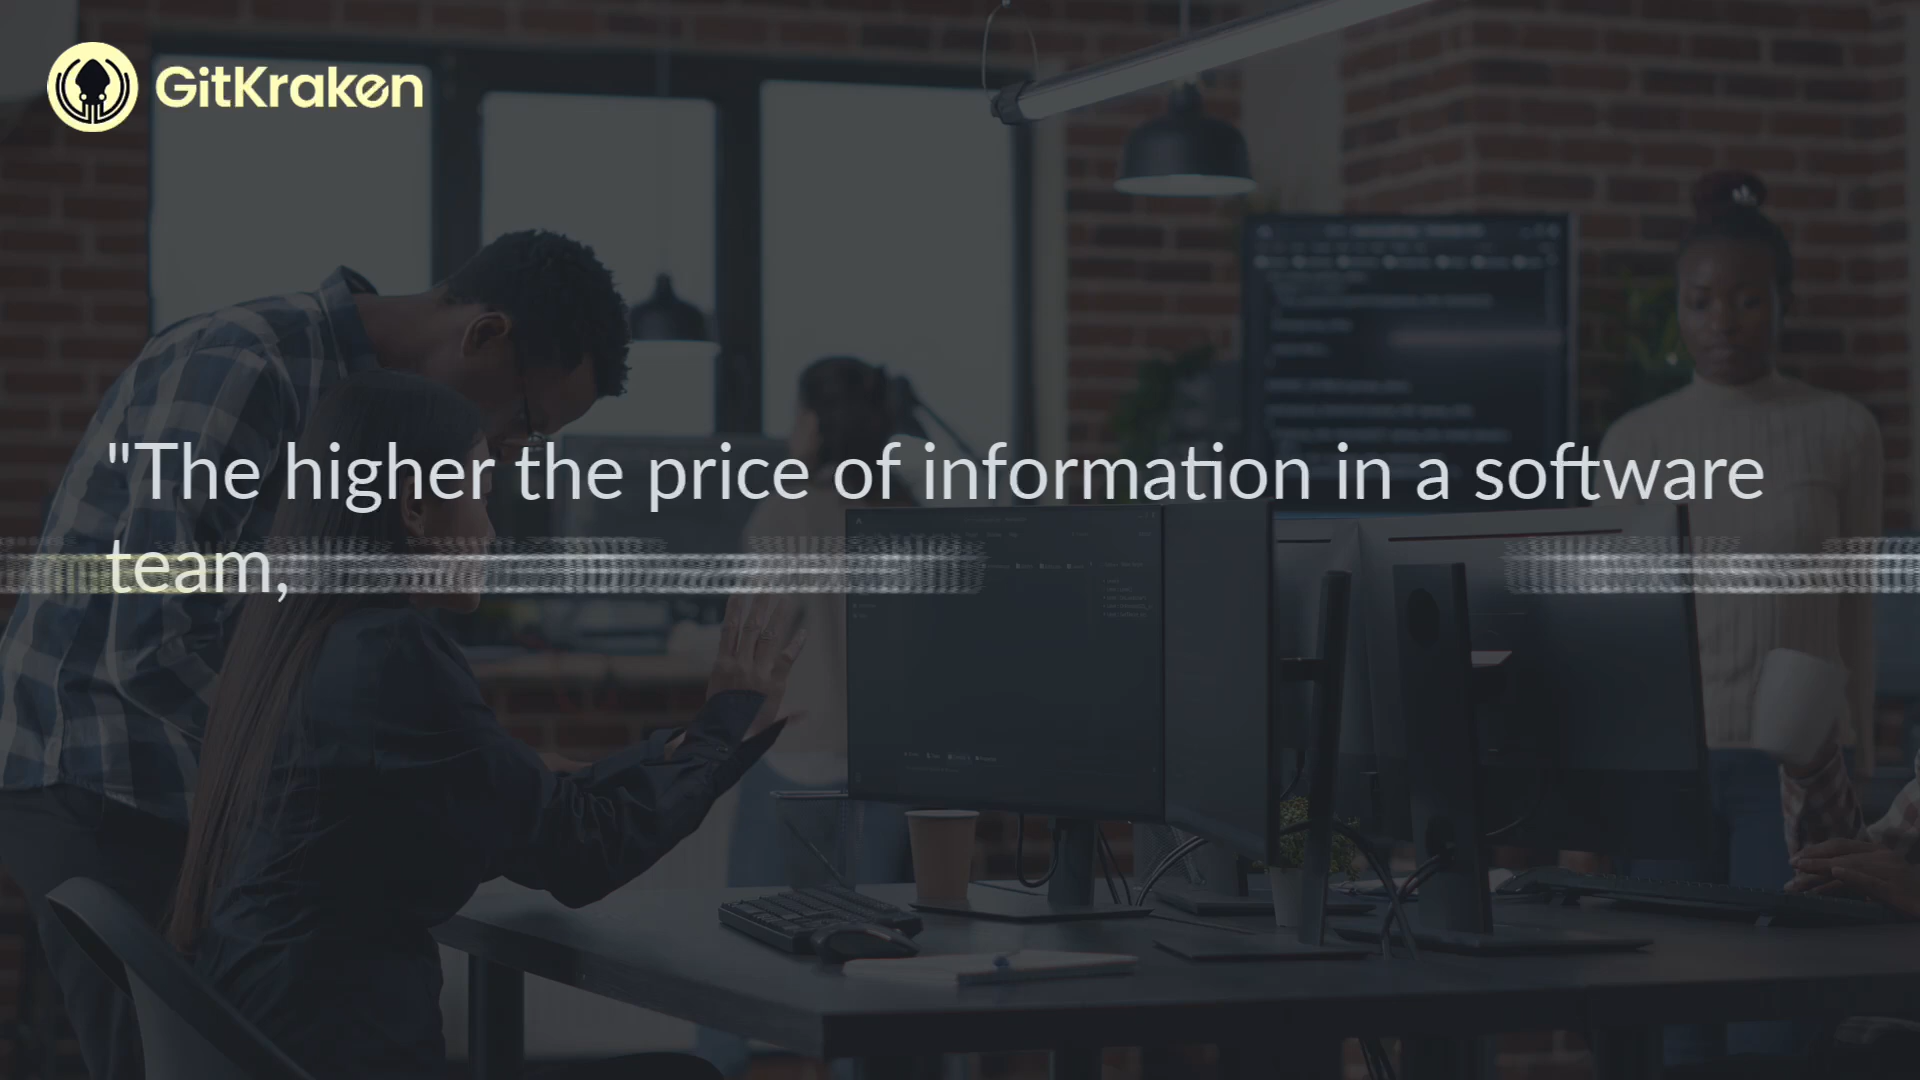 GitKraken
"The higher the price of information in a software
team,